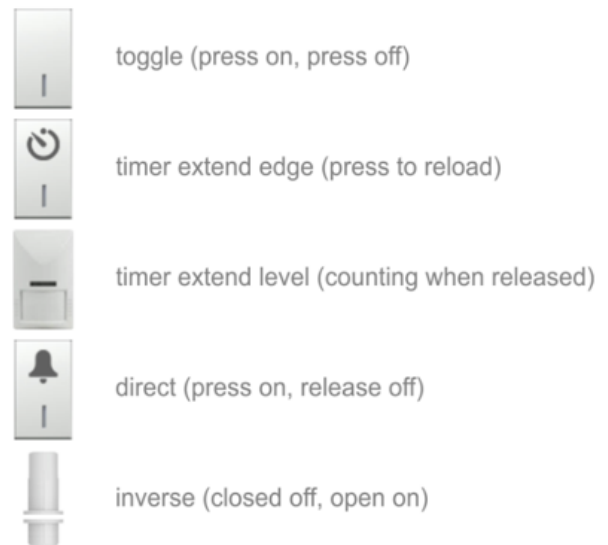 toggle (press on, press off)
timer extend edge (press to reload)
timer extend level (counting when released)
direct (press on, release off)
inverse (closed off, open on)